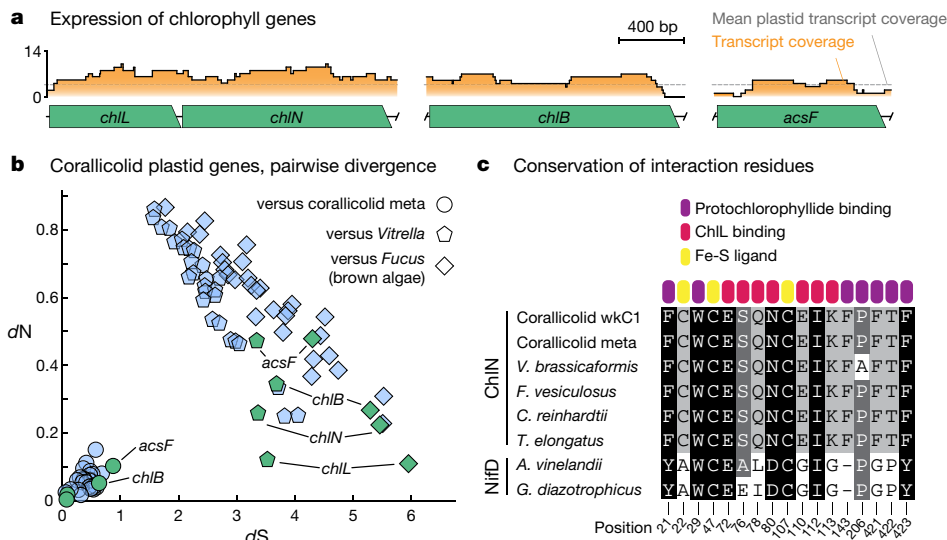 a Expression of chlorophyll genes
400 bp
Mean plastid transcript coverage
Transcript coverage
14
0
chlL chlN chlB acsF
b Corallicolid plastid genes, pairwise divergence
versus corallicolid meta
versus Vitrella
versus Fucus
(brown algae)
dN
0.8
0.6
0.4
0.2
0
acsF
chlB
chlN
chlL
acsF
chlB
0 1 2 3 4 5 6
dS
c Conservation of interaction residues
Protochlorophyllide binding
ChlL binding
Fe-S ligand
ChlN
Corallicolid wkC1 FCWCESQNCEIKFPFTF
Corallicolid meta FCWCESQNCEIKFPFTF
V. brassicaformis FCWCESQNCEIKFAFTF
F. vesiculosus FCWCESQNCEIKFPFTF
C. reinhardtii FCWCESQNCEIKFPFTF
T. elongatus FCWCESQNCEIKFPFTF
NifD
A. vinelandii YAWCEALDCGIG-PGPY
G. diazotrophicus YAWCEEIDCGIG-PGPY
Position 21 22 29 47 72 76 78 80 107 110 112 113 143 206 421 422 423